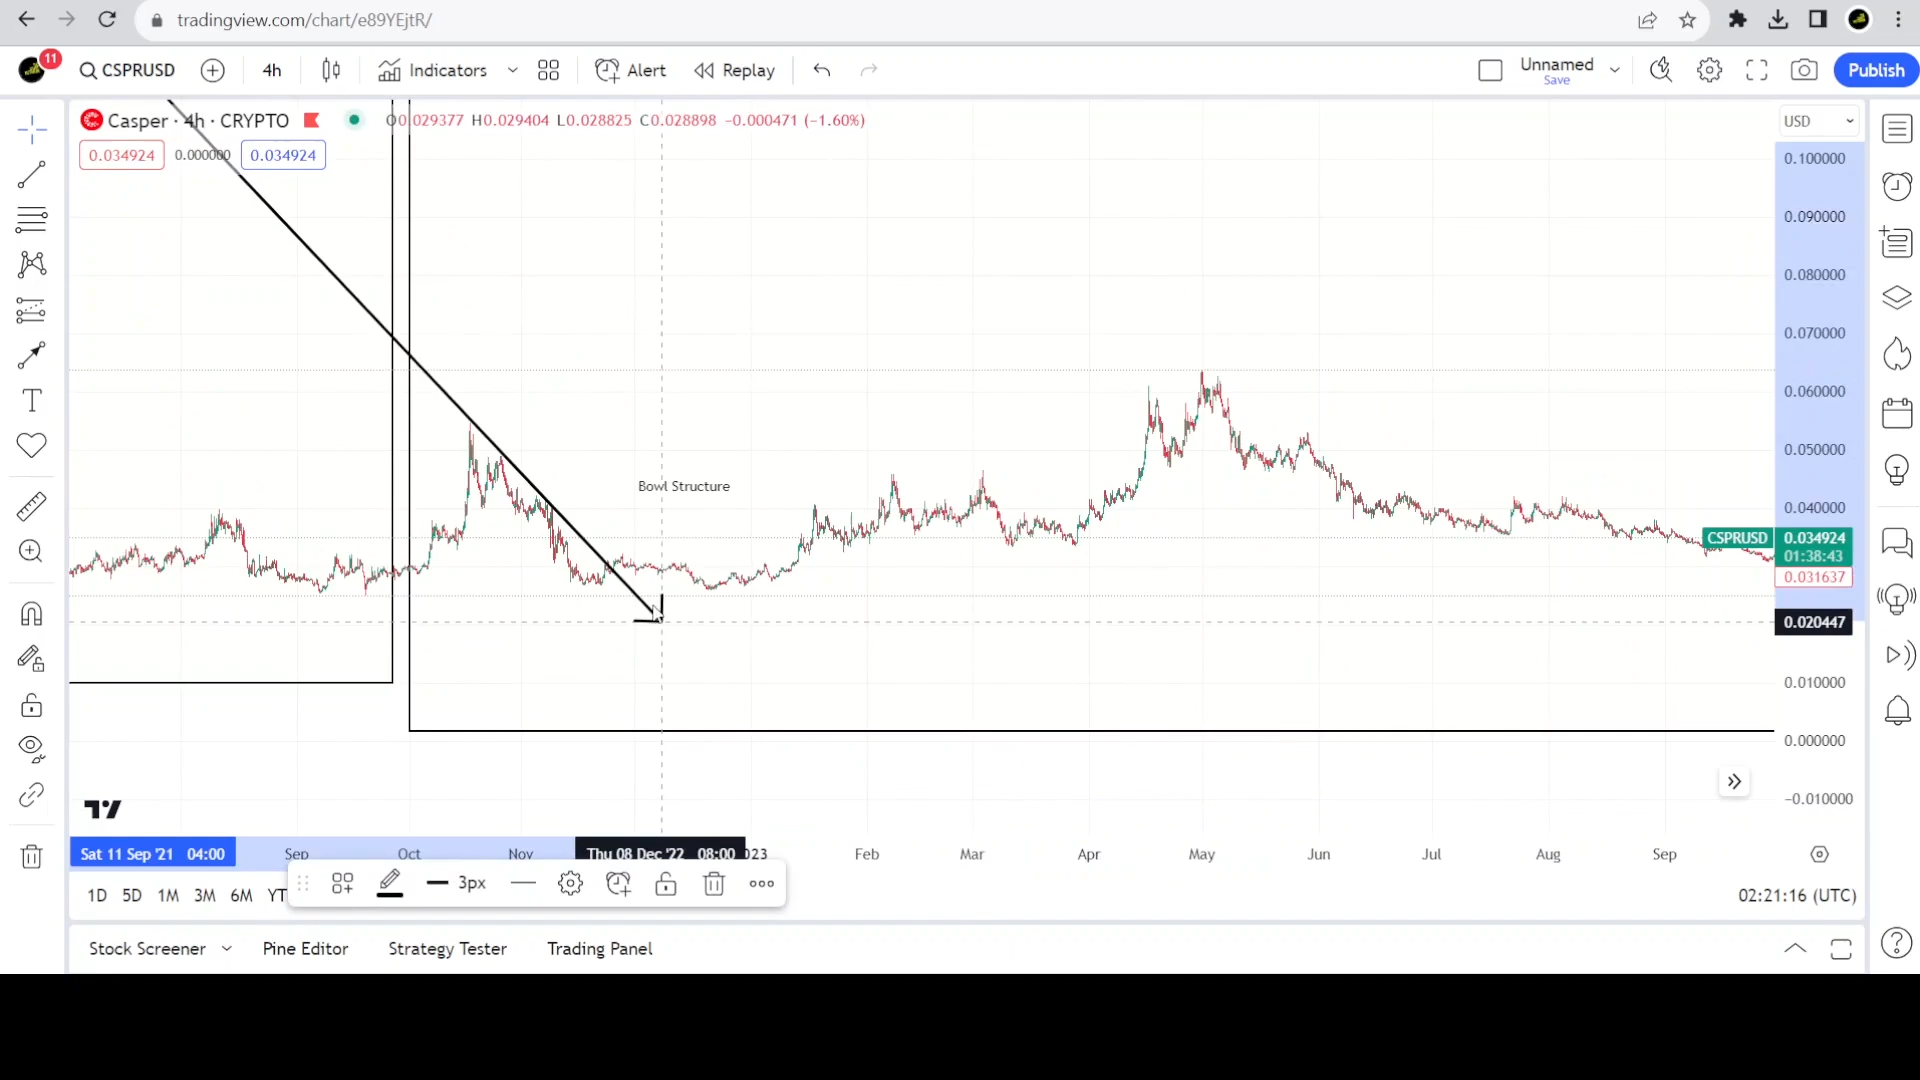 tradingview.com/chart/e89YEjtR/
11
CSPRUSD
4h
Indicators
Alert
Replay
Unnamed
Save
Publish
Casper · 4h · CRYPTO
O0.029377 H0.029404 L0.028825 C0.028898 −0.000471 (−1.60%)
USD
0.034924
0.000000
0.034924
0.100000
0.090000
0.080000
0.070000
0.060000
0.050000
0.040000
Bowl Structure
CSPRUSD
0.034924
01:38:43
0.031637
0.020447
0.010000
0.000000
−0.010000
Sat 11 Sep '21 04:00
Sep
Oct
Nov
Thu 08 Dec '22 08:00
023
Feb
Mar
Apr
May
Jun
Jul
Aug
Sep
1D
5D
1M
3M
6M
YT
3px
02:21:16 (UTC)
Stock Screener
Pine Editor
Strategy Tester
Trading Panel